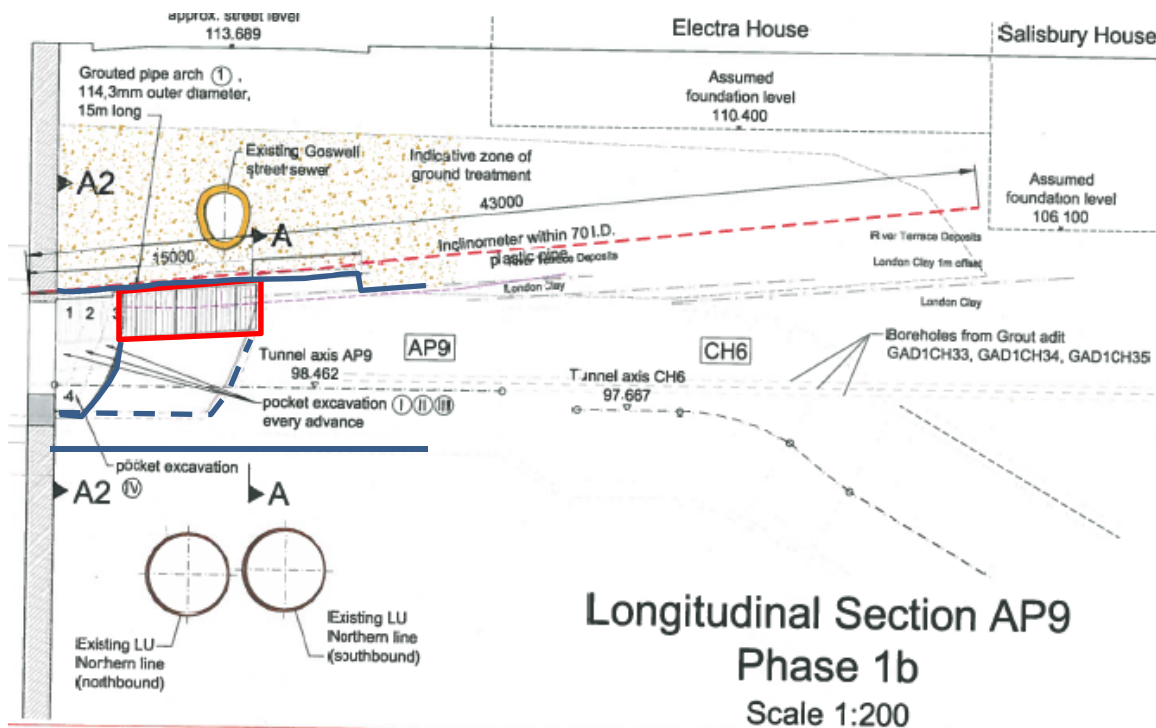 approx. street level
113.689
Electra House
Salisbury House
Grouted pipe arch ①,
114,3mm outer diameter,
15m long
Assumed
foundation level
110.400
Existing Goswell
street sewer
Indicative zone of
ground treatment
A2
43000
Assumed
foundation level
106.100
A
Inclinometer within 70 I.D.
plastic pipe
15000
River Terrace Deposits
River Terrace Deposits
London Clay 1m offset
London Clay
London Clay
1 2 3
AP9
CH6
Boreholes from Grout adit
GAD1CH33, GAD1CH34, GAD1CH35
Tunnel axis AP9
98.462
Tunnel axis CH6
97.667
4
pocket excavation Ⓘ Ⓘ Ⓘ
every advance
pocket excavation
IV
A2
A
Existing LU
Northern line
(northbound)
Existing LU
Northern line
(southbound)
Longitudinal Section AP9
Phase 1b
Scale 1:200